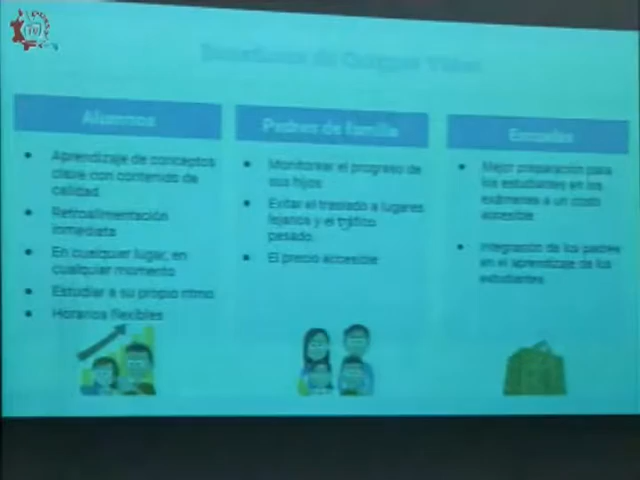 Alumnos
Aprendizaje de conceptos
clave con contenido de
calidad
Retroalimentación
inmediata
En cualquier lugar, en
cualquier momento
Estudiar a su propio ritmo
Horarios flexibles
Padres de familia
Monitorear el progreso de
sus hijos
Evitar el traslado a lugares
lejanos y el tráfico
pesado.
El precio accesible
Escuelas
Mejor preparación para
los estudiantes en los
exámenes a un costo
accesible
Integración de los padres
en el aprendizaje de los
estudiantes